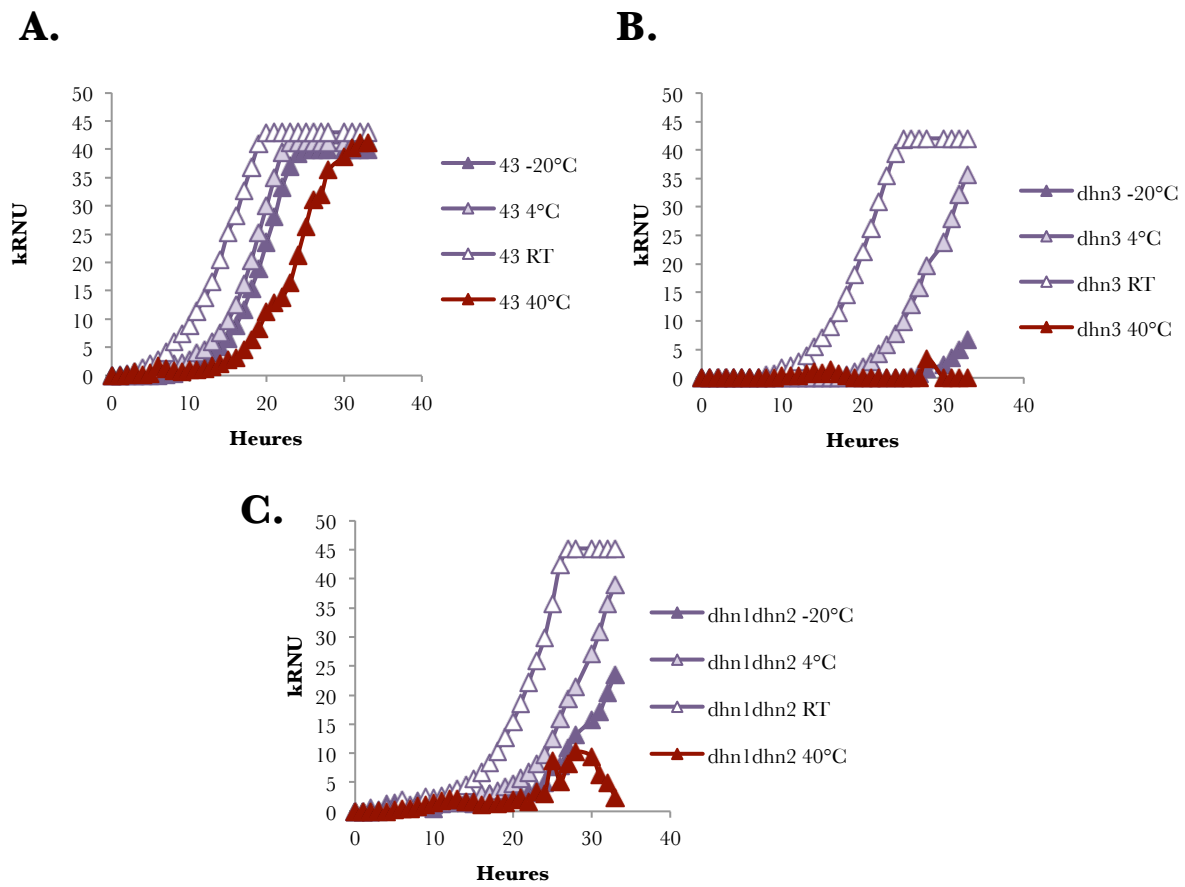 A.
50
45
40
35
30
25
20
15
10
5
0
kRNU
0 10 20 30 40
Heures
43 -20°C
43 4°C
43 RT
43 40°C
B.
50
45
40
35
30
25
20
15
10
5
0
kRNU
0 10 20 30 40
Heures
dhn3 -20°C
dhn3 4°C
dhn3 RT
dhn3 40°C
C.
50
45
40
35
30
25
20
15
10
5
0
kRNU
0 10 20 30 40
Heures
dhn1dhn2 -20°C
dhn1dhn2 4°C
dhn1dhn2 RT
dhn1dhn2 40°C